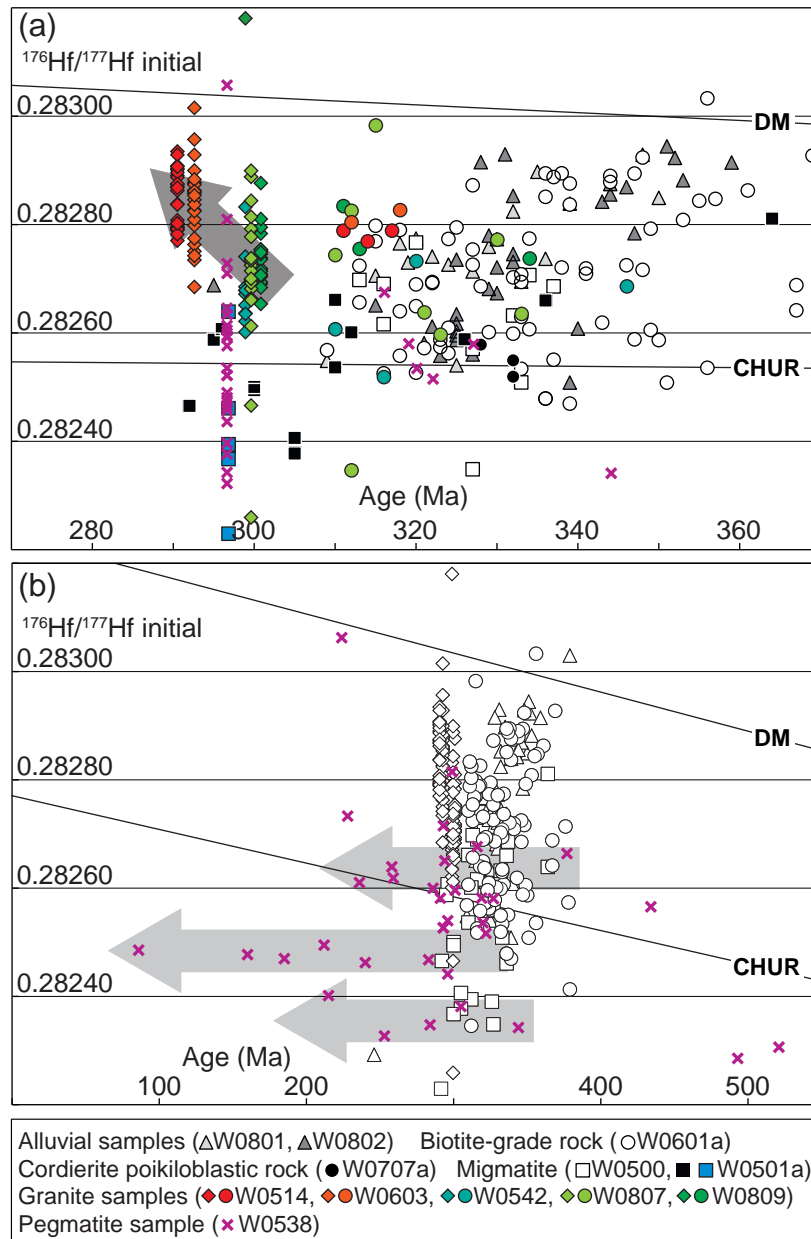 (a)
¹⁷⁶Hf/¹⁷⁷Hf initial
0.28300
DM
0.28280
0.28260
CHUR
0.28240
Age (Ma)
280 300 320 340 360
(b)
¹⁷⁶Hf/¹⁷⁷Hf initial
0.28300
DM
0.28280
0.28260
CHUR
0.28240
Age (Ma)
100 200 400 500
Alluvial samples (△W0801, ▲W0802) Biotite-grade rock (○W0601a)
Cordierite poikiloblastic rock (●W0707a) Migmatite (□W0500, ■■W0501a)
Granite samples (◆●W0514, ◆●W0603, ◆●W0542, ◆●W0807, ◆●W0809)
Pegmatite sample (×W0538)